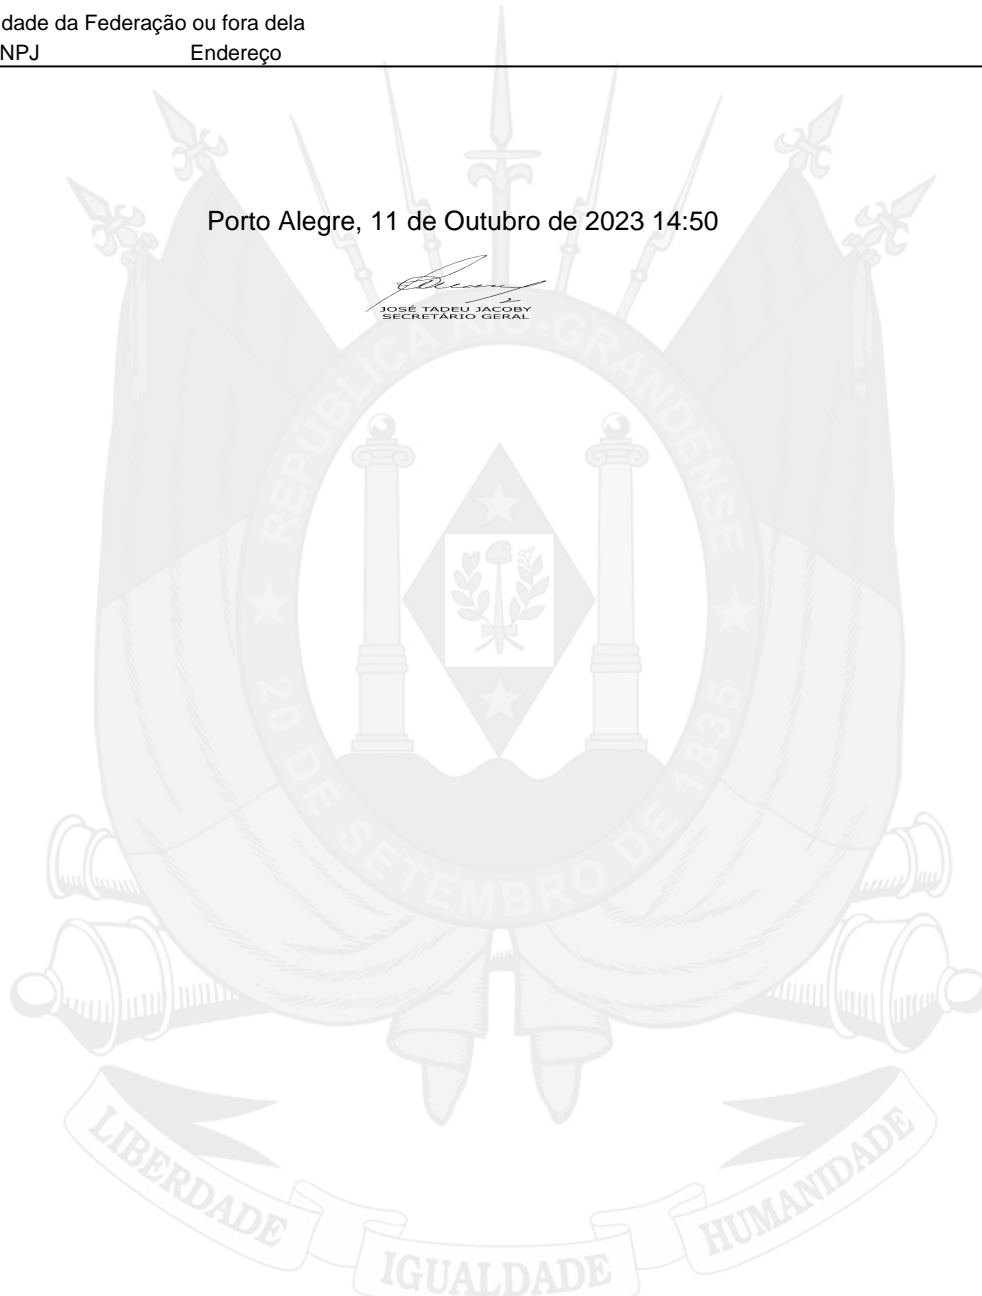 dade da Federação ou fora dela
NPJ Endereço
Porto Alegre, 11 de Outubro de 2023 14:50
JOSÉ TADEU JACOBY
SECRETÁRIO GERAL
REPÚBLICA RIO-GRANDENSE
20 DE SETEMBRO DE 1835
LIBERDADE
IGUALDADE
HUMANIDADE